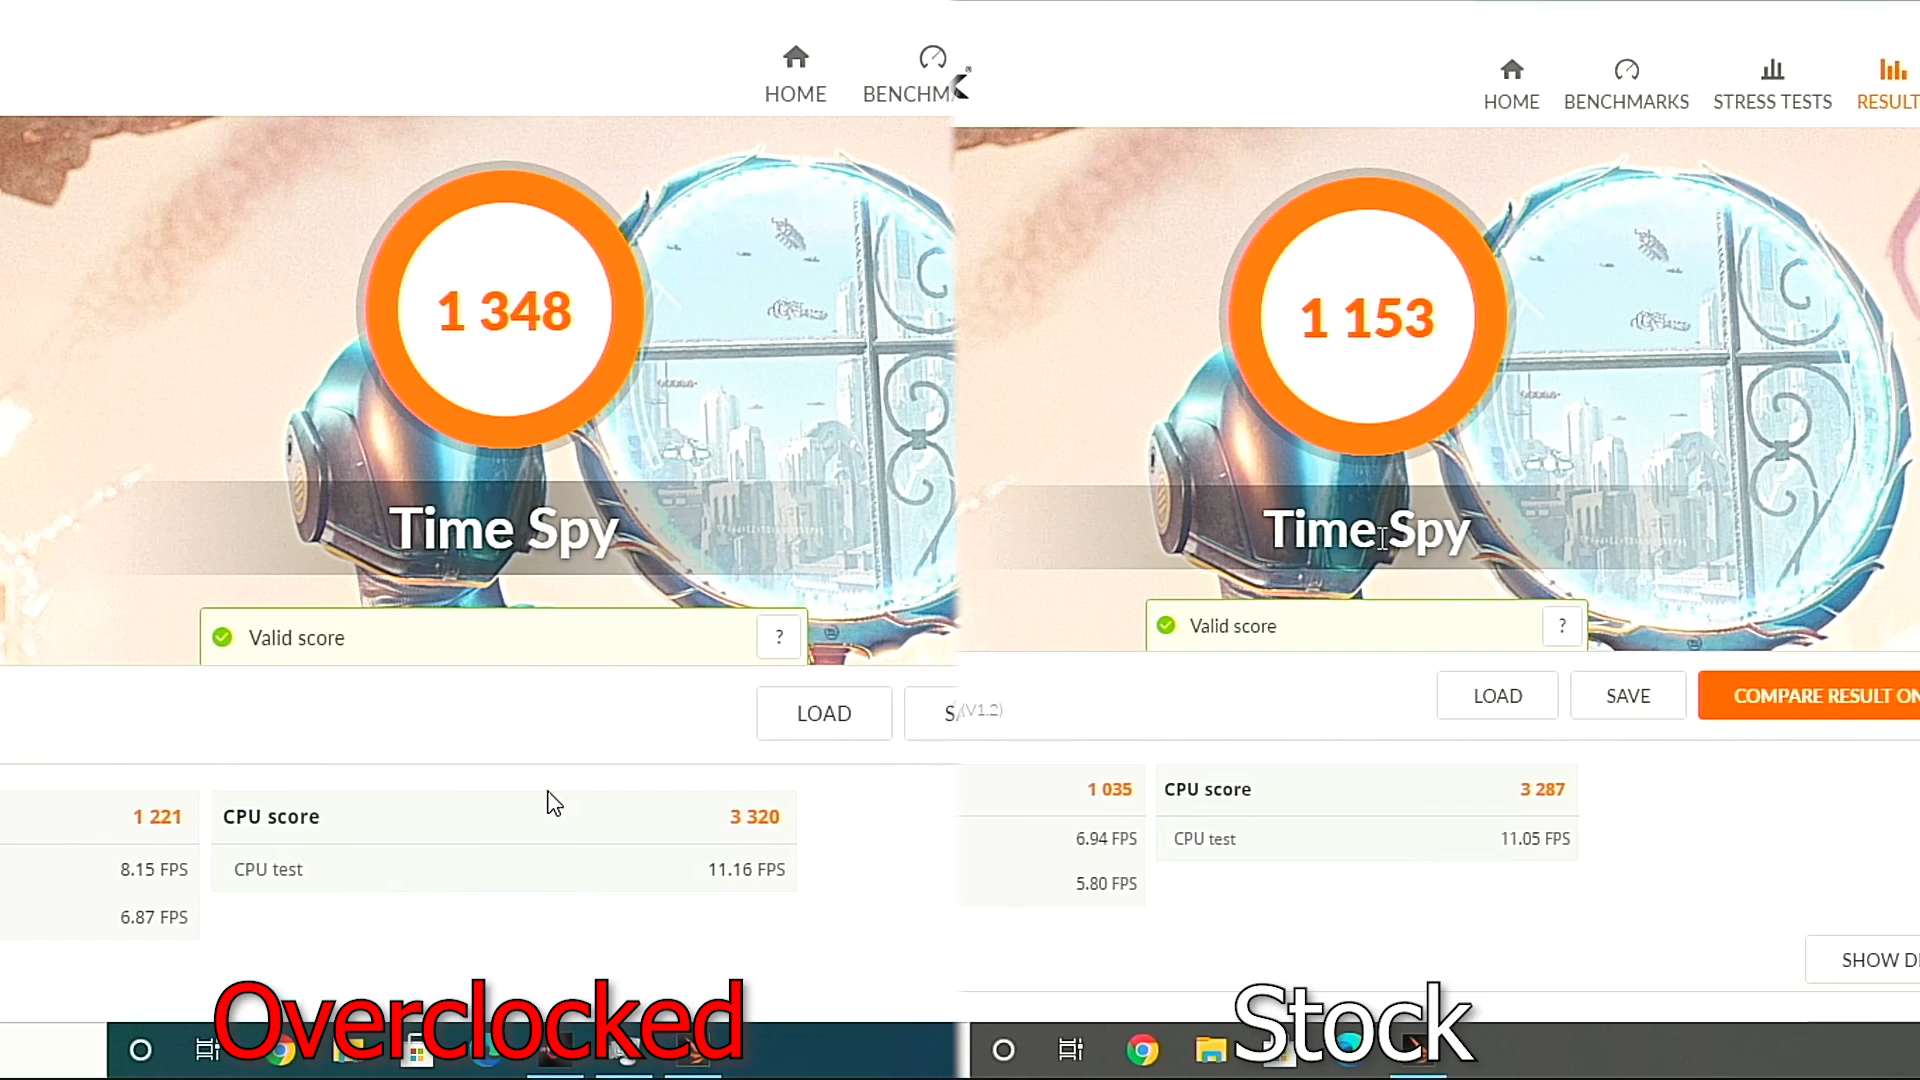 HOME
BENCHMA
1 348
Time Spy
Valid score
?
LOAD
S
1 221
CPU score
3 320
8.15 FPS
CPU test
11.16 FPS
6.87 FPS
Overclocked
HOME
BENCHMARKS
STRESS TESTS
RESULT
1 153
Time Spy
Valid score
?
(V1.2)
LOAD
SAVE
COMPARE RESULT ON
1 035
CPU score
3 287
6.94 FPS
CPU test
11.05 FPS
5.80 FPS
SHOW D
Stock